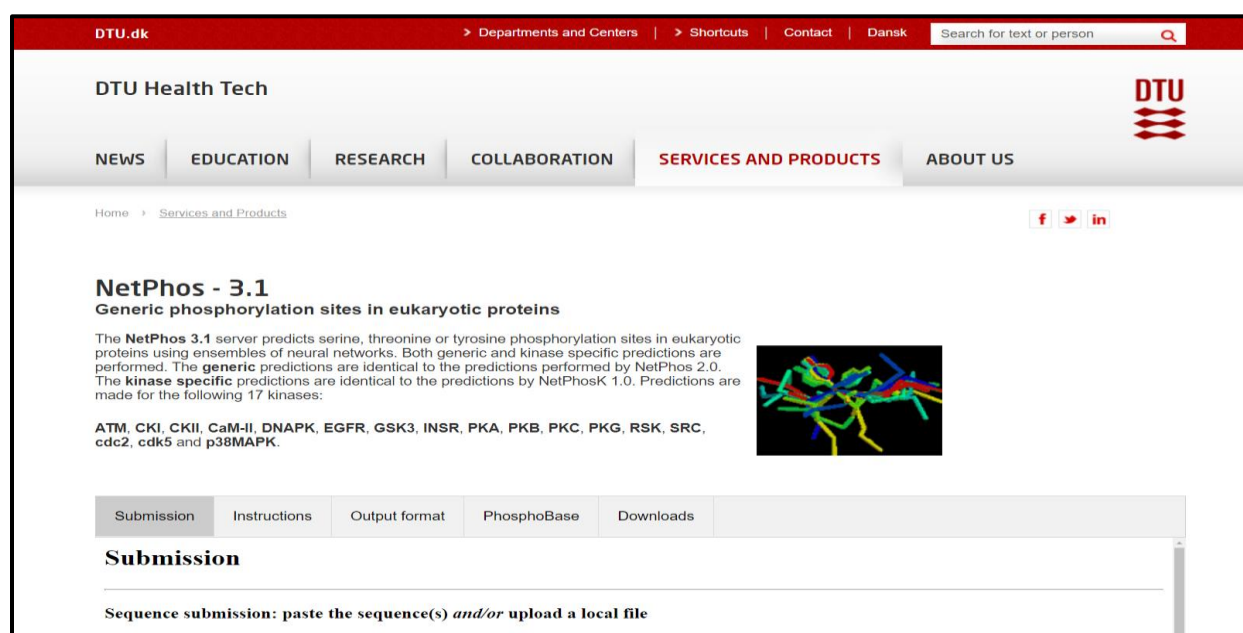 DTU.dk
> Departments and Centers | > Shortcuts | Contact | Dansk
Search for text or person
DTU Health Tech
DTU
NEWS EDUCATION RESEARCH COLLABORATION SERVICES AND PRODUCTS ABOUT US
Home › Services and Products
f in
NetPhos - 3.1
Generic phosphorylation sites in eukaryotic proteins
The NetPhos 3.1 server predicts serine, threonine or tyrosine phosphorylation sites in eukaryotic
proteins using ensembles of neural networks. Both generic and kinase specific predictions are
performed. The generic predictions are identical to the predictions performed by NetPhos 2.0.
The kinase specific predictions are identical to the predictions by NetPhosK 1.0. Predictions are
made for the following 17 kinases:
ATM, CKI, CKII, CaM-II, DNAPK, EGFR, GSK3, INSR, PKA, PKB, PKC, PKG, RSK, SRC,
cdc2, cdk5 and p38MAPK.
Submission Instructions Output format PhosphoBase Downloads
Submission
Sequence submission: paste the sequence(s) and/or upload a local file